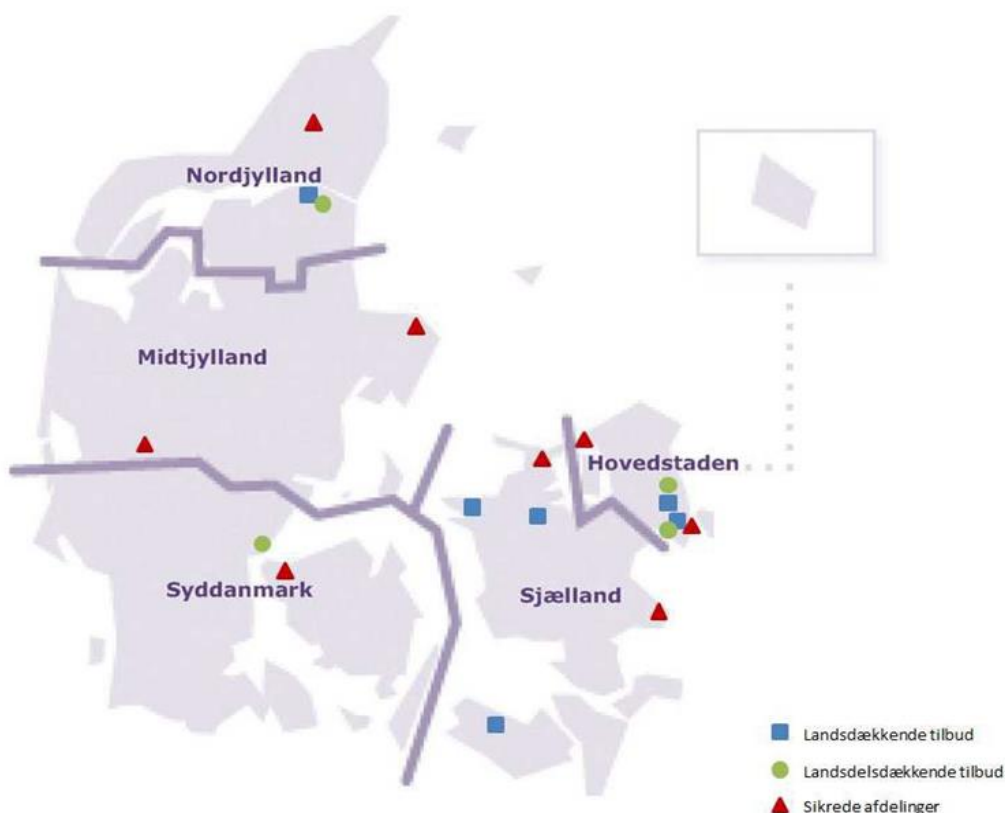 Nordjylland
Midtjylland
Hovedstaden
Syddanmark
Sjælland
Landsdækkende tilbud
Landsdelsdækkende tilbud
Sikrede afdelinger